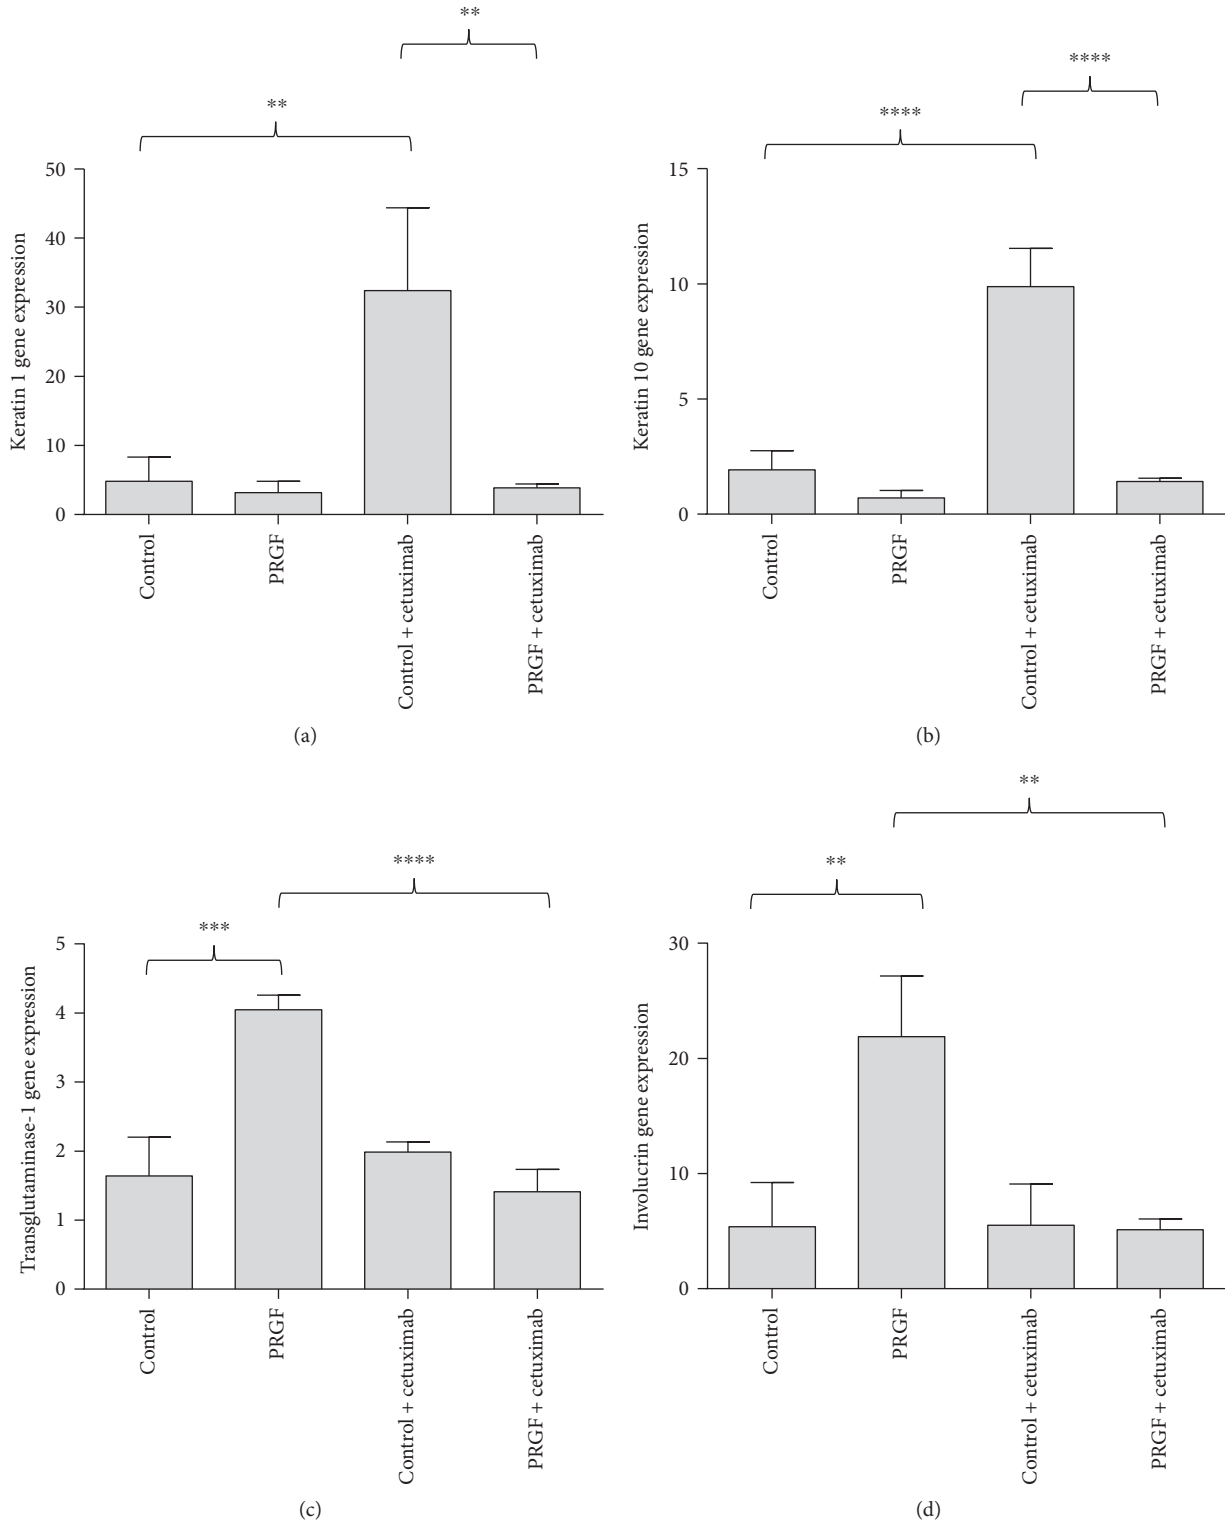 **
**
50
40
30
20
10
0
Keratin 1 gene expression
Control
PRGF
Control + cetuximab
PRGF + cetuximab
(a)
****
****
15
10
5
0
Keratin 10 gene expression
Control
PRGF
Control + cetuximab
PRGF + cetuximab
(b)
****
***
5
4
3
2
1
0
Transglutaminase-1 gene expression
Control
PRGF
Control + cetuximab
PRGF + cetuximab
(c)
**
**
30
20
10
0
Involucrin gene expression
Control
PRGF
Control + cetuximab
PRGF + cetuximab
(d)